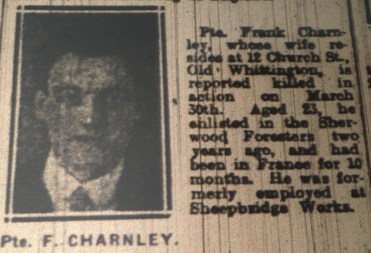 Pte. Frank Charn-
ley, whose wife re-
sides at 12 Church St.,
Old Whittington, is
reported killed in
action on March
30th. Aged 23, he
enlisted in the Sher-
wood Foresters two
years ago, and had
been in France for 10
months. He was for-
merly employed at
Sheepbridge Works.
Pte. F. CHARNLEY.